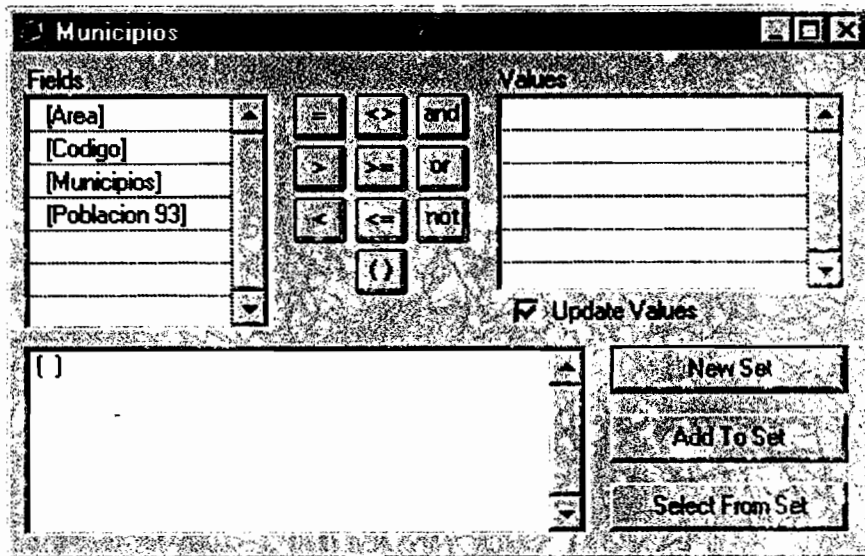 Municipios
Fields
Values
[Area]
[Codigo]
[Municipios]
[Poblacion 93]
= <> and
> >= or
< <= not
( )
Update Values
( )
New Set
Add To Set
Select From Set